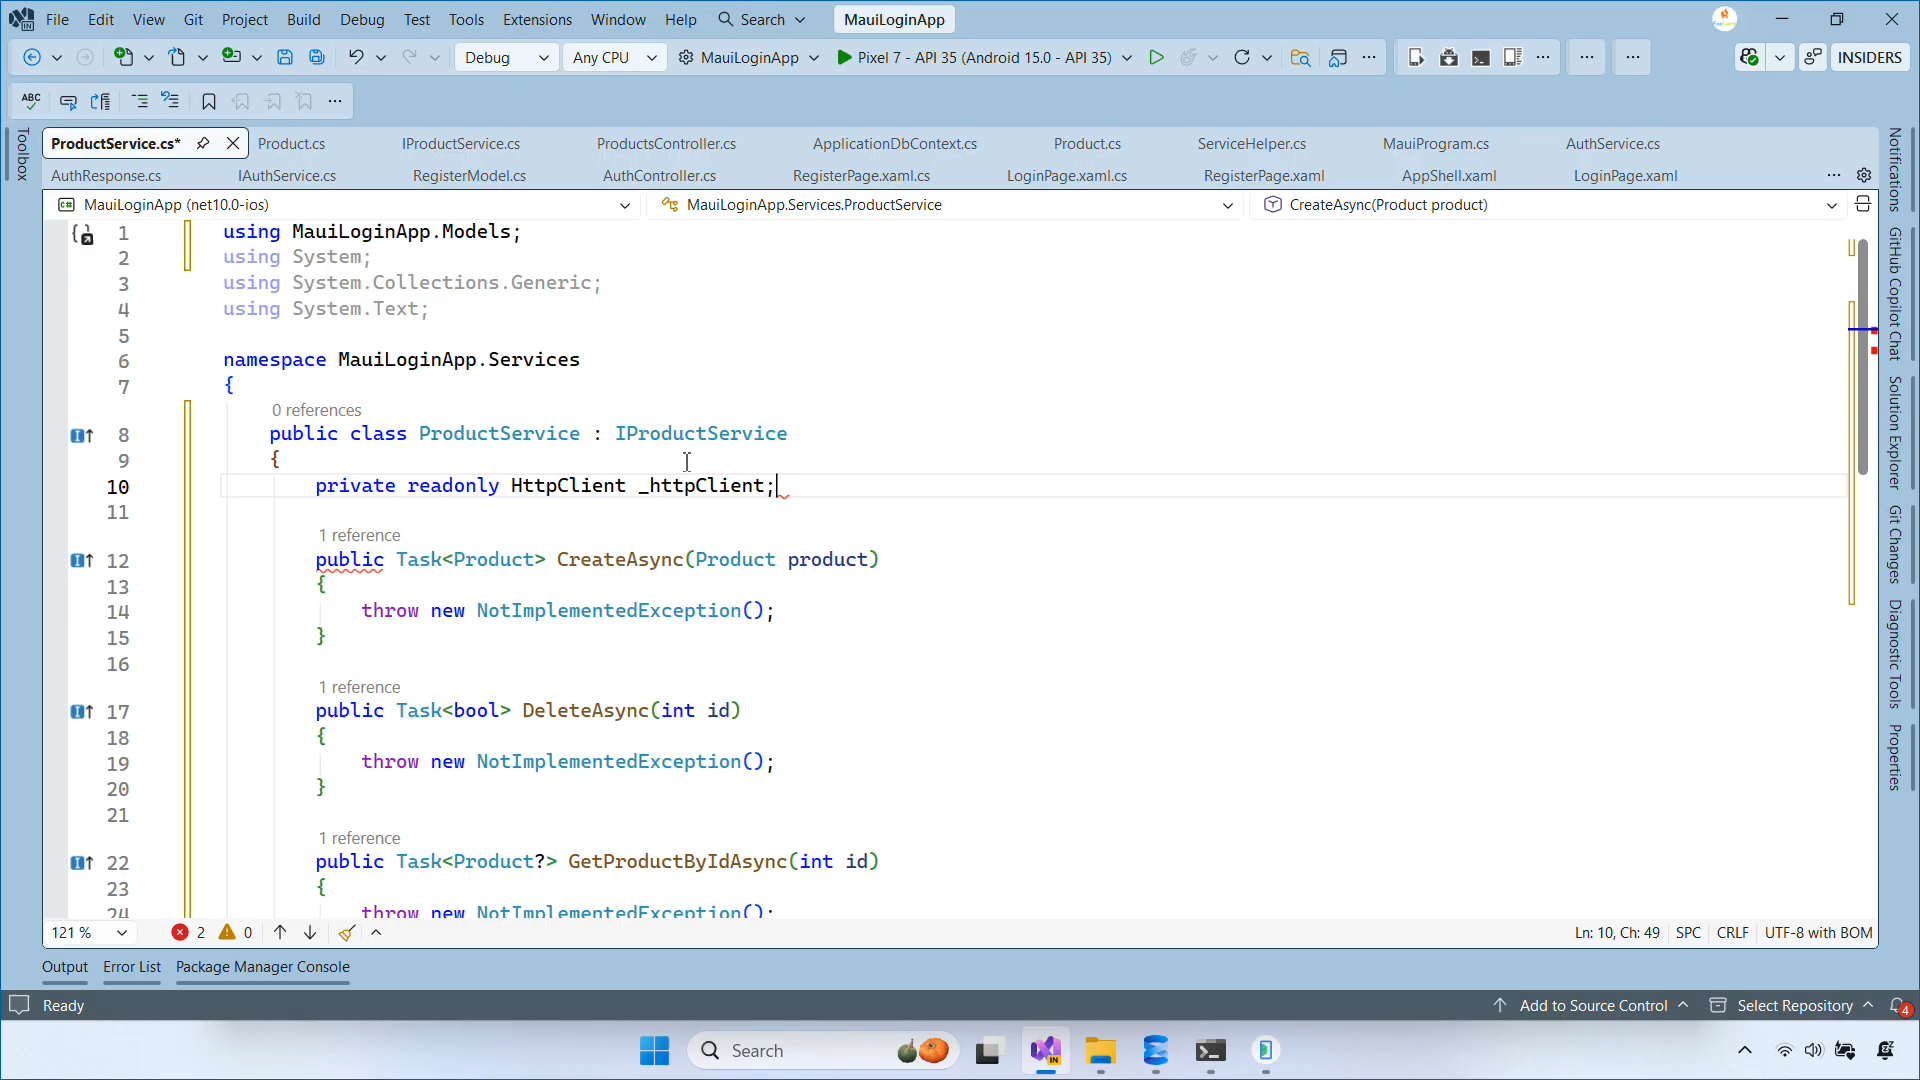 File Edit View Git Project Build Debug Test Tools Extensions Window Help Search MauiLoginApp
Debug Any CPU MauiLoginApp Pixel 7 - API 35 (Android 15.0 - API 35) INSIDERS
ABC
ProductService.cs* Product.cs IProductService.cs ProductsController.cs ApplicationDbContext.cs Product.cs ServiceHelper.cs MauiProgram.cs AuthService.cs
AuthResponse.cs IAuthService.cs RegisterModel.cs AuthController.cs RegisterPage.xaml.cs LoginPage.xaml.cs RegisterPage.xaml AppShell.xaml LoginPage.xaml
MauiLoginApp (net10.0-ios) MauiLoginApp.Services.ProductService CreateAsync(Product product)
Toolbox
1 using MauiLoginApp.Models;
2 using System;
3 using System.Collections.Generic;
4 using System.Text;
5
6 namespace MauiLoginApp.Services
7 {
0 references
8 public class ProductService : IProductService
9 {
10 private readonly HttpClient _httpClient;
11
1 reference
12 public Task<Product> CreateAsync(Product product)
13 {
14 throw new NotImplementedException();
15 }
16
1 reference
17 public Task<bool> DeleteAsync(int id)
18 {
19 throw new NotImplementedException();
20 }
21
1 reference
22 public Task<Product?> GetProductByIdAsync(int id)
23 {
24 throw new NotImplementedException();
Notifications
GitHub Copilot Chat
Solution Explorer
Git Changes
Diagnostic Tools
Properties
121 % 2 0 Ln: 10, Ch: 49 SPC CRLF UTF-8 with BOM
Output Error List Package Manager Console
Ready Add to Source Control Select Repository 4
Search IN